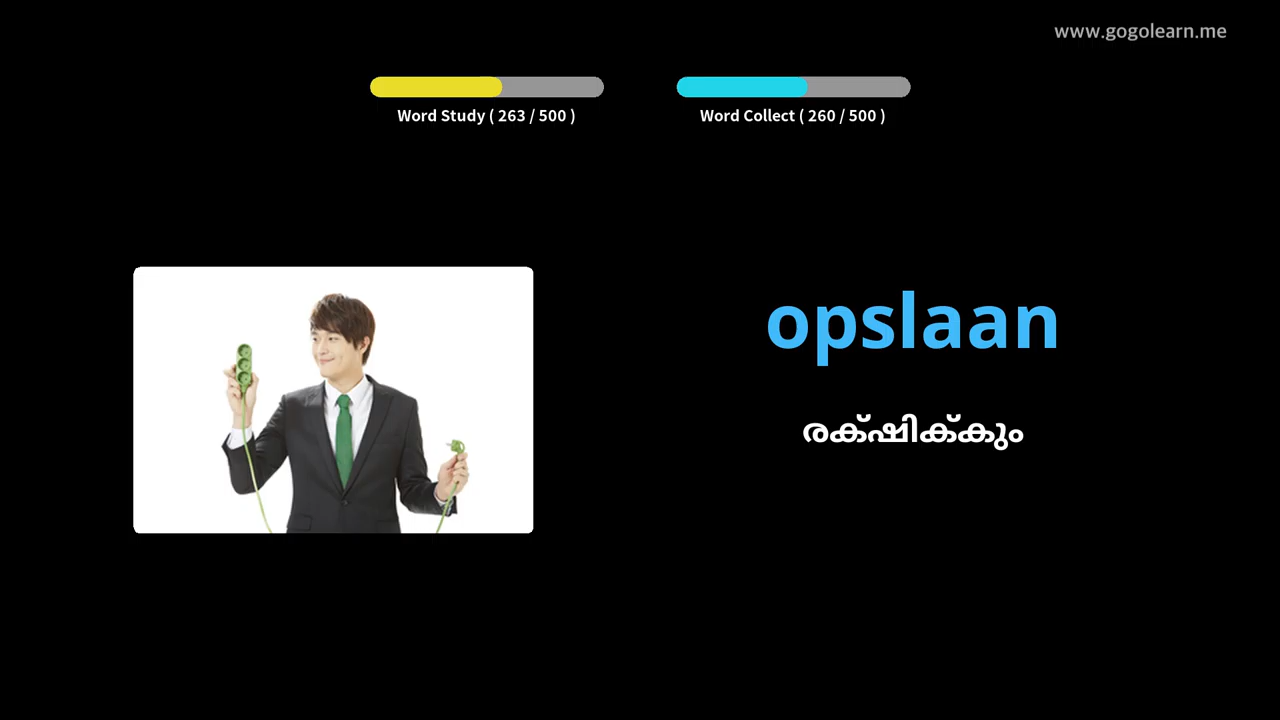 www.gogolearn.me
Word Study ( 263 / 500 )
Word Collect ( 260 / 500 )
opslaan
രക്ഷിക്കും